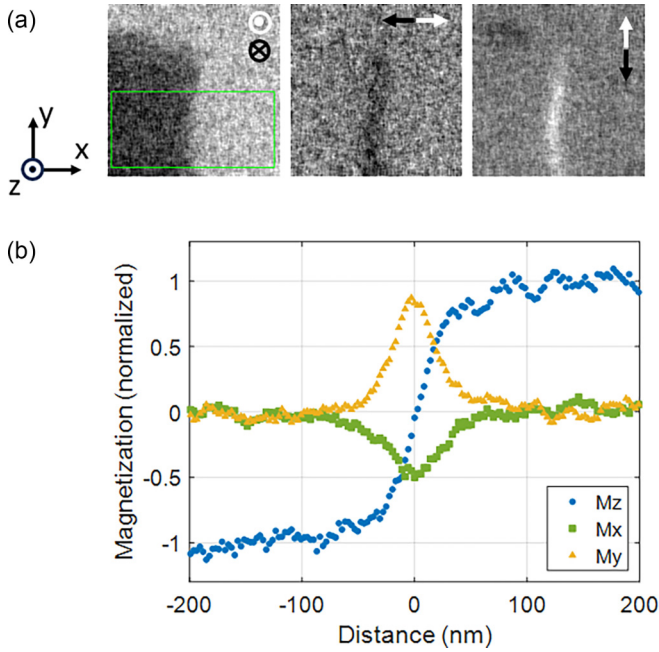 (a)
y
x
z
(b)
Magnetization (normalized)
1
0.5
0
-0.5
-1
Mz
Mx
My
-200
-100
0
100
200
Distance (nm)